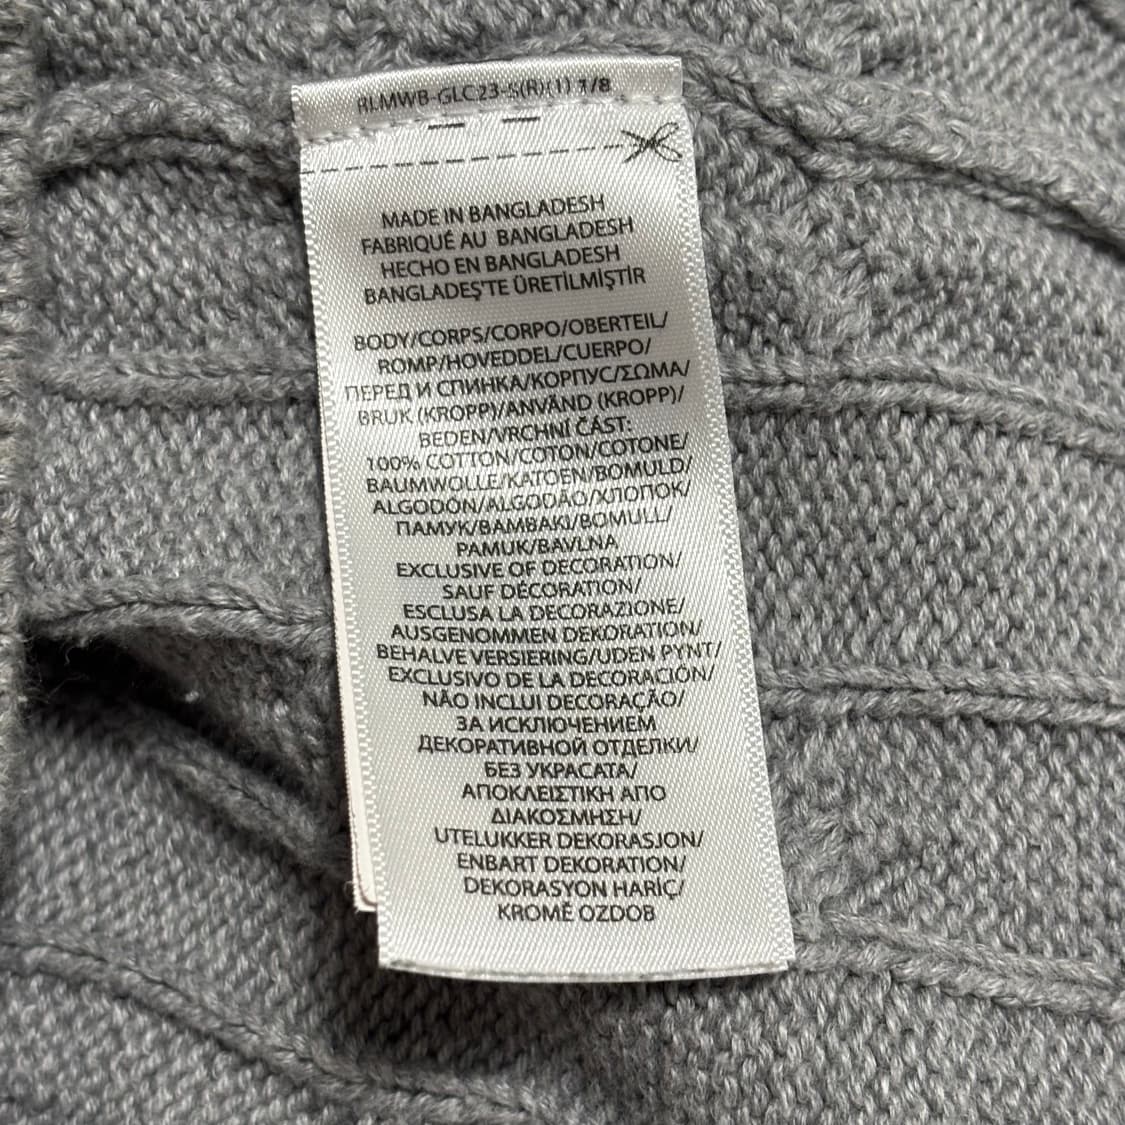 RLMWB-GLC23-S(R)(1) 1/8
MADE IN BANGLADESH
FABRIQUÉ AU BANGLADESH
HECHO EN BANGLADESH
BANGLADEŞ'TE ÜRETİLMİŞTİR
BODY/CORPS/CORPO/OBERTEIL/
ROMP/HOVEDDEL/CUERPO/
ПЕРЕД И СПИНКА/КОРПУС/ΣΩΜΑ/
BRUK (KROPP)/ANVÄND (KROPP)/
BEDEN/VRCHNÍ ČÁST:
100% COTTON/COTON/COTONE/
BAUMWOLLE/KATOEN/BOMULD/
ALGODÓN/ALGODÃO/ХЛОПОК/
ПАМУК/ΒΑΜΒΑΚΙ/BOMULL/
PAMUK/BAVLNA
EXCLUSIVE OF DECORATION/
SAUF DÉCORATION/
ESCLUSA LA DECORAZIONE/
AUSGENOMMEN DEKORATION/
BEHALVE VERSIERING/UDEN PYNT/
EXCLUSIVO DE LA DECORACIÓN/
NÃO INCLUI DECORAÇÃO/
ЗА ИСКЛЮЧЕНИЕМ
ДЕКОРАТИВНОЙ ОТДЕЛКИ/
БЕЗ УКРАСАТА/
ΑΠΟΚΛΕΙΣΤΙΚΗ ΑΠΟ
ΔΙΑΚΟΣΜΗΣΗ/
UTELUKKER DEKORASJON/
ENBART DEKORATION/
DEKORASYON HARİÇ/
KROMĚ OZDOB